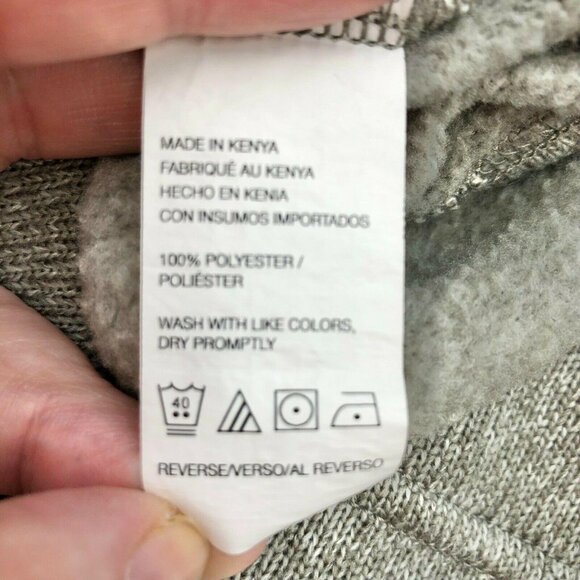 MADE IN KENYA
FABRIQUÉ AU KENYA
HECHO EN KENIA
CON INSUMOS IMPORTADOS
100% POLYESTER /
POLIÉSTER
WASH WITH LIKE COLORS,
DRY PROMPTLY
40
REVERSE/VERSO/AL REVERSO